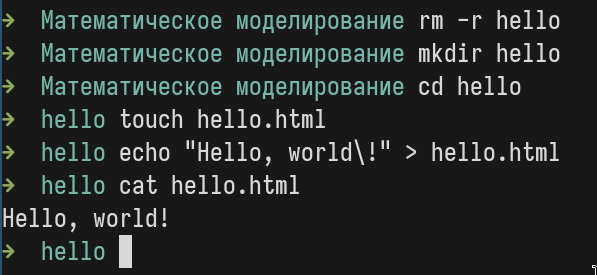 ➜ Математическое моделирование rm -r hello
➜ Математическое моделирование mkdir hello
➜ Математическое моделирование cd hello
➜ hello touch hello.html
➜ hello echo "Hello, world\!" > hello.html
➜ hello cat hello.html
Hello, world!
➜ hello